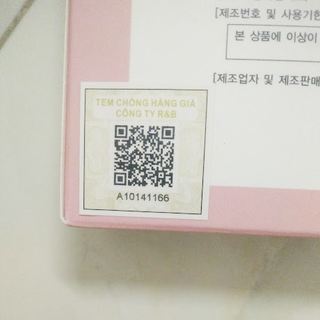 [제조번호 및 사용기한
본 상품에 이상이
[제조업자 및 제조판매
TEM CHỐNG HÀNG GIẢ
CÔNG TY R&B
A10141166